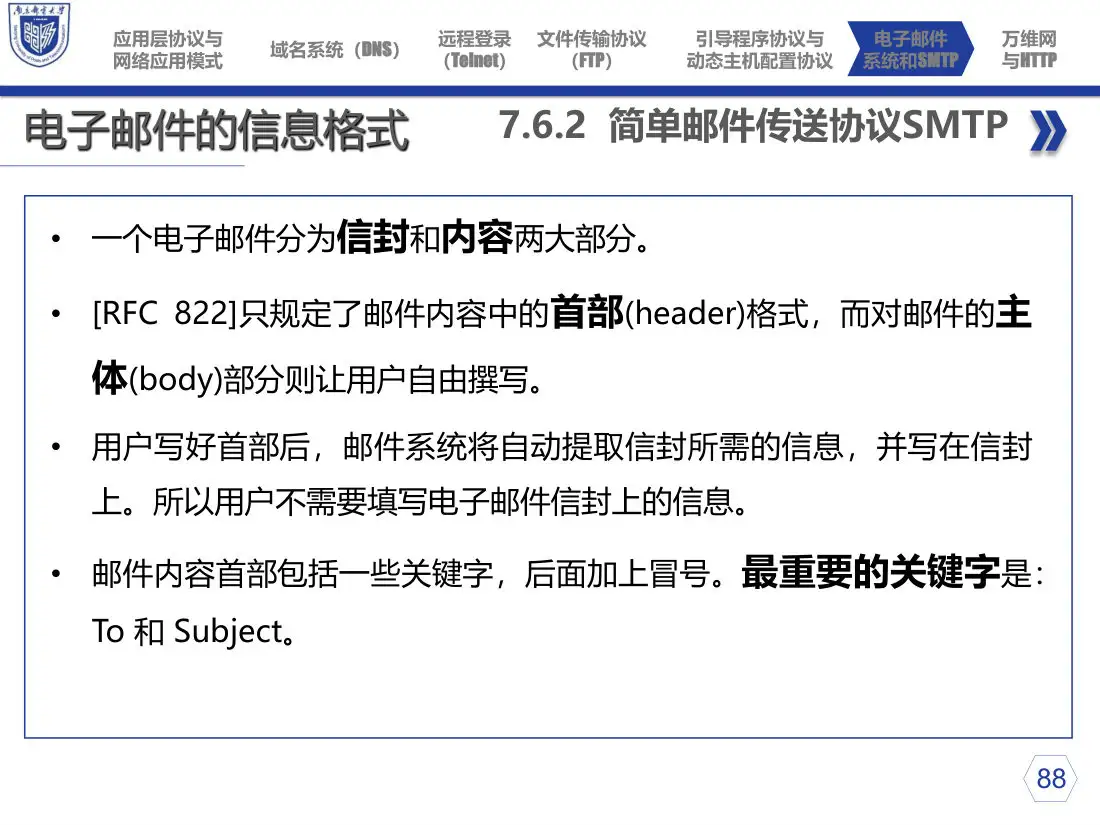 南京邮电大学
应用层协议与
网络应用模式
域名系统（DNS）
远程登录
（Telnet）
文件传输协议
（FTP）
引导程序协议与
动态主机配置协议
电子邮件
系统和SMTP
万维网
与HTTP
电子邮件的信息格式
7.6.2 简单邮件传送协议SMTP
• 一个电子邮件分为信封和内容两大部分。
• [RFC 822]只规定了邮件内容中的首部(header)格式，而对邮件的主
体(body)部分则让用户自由撰写。
• 用户写好首部后，邮件系统将自动提取信封所需的信息，并写在信封
上。所以用户不需要填写电子邮件信封上的信息。
• 邮件内容首部包括一些关键字，后面加上冒号。最重要的关键字是：
To 和 Subject。
88